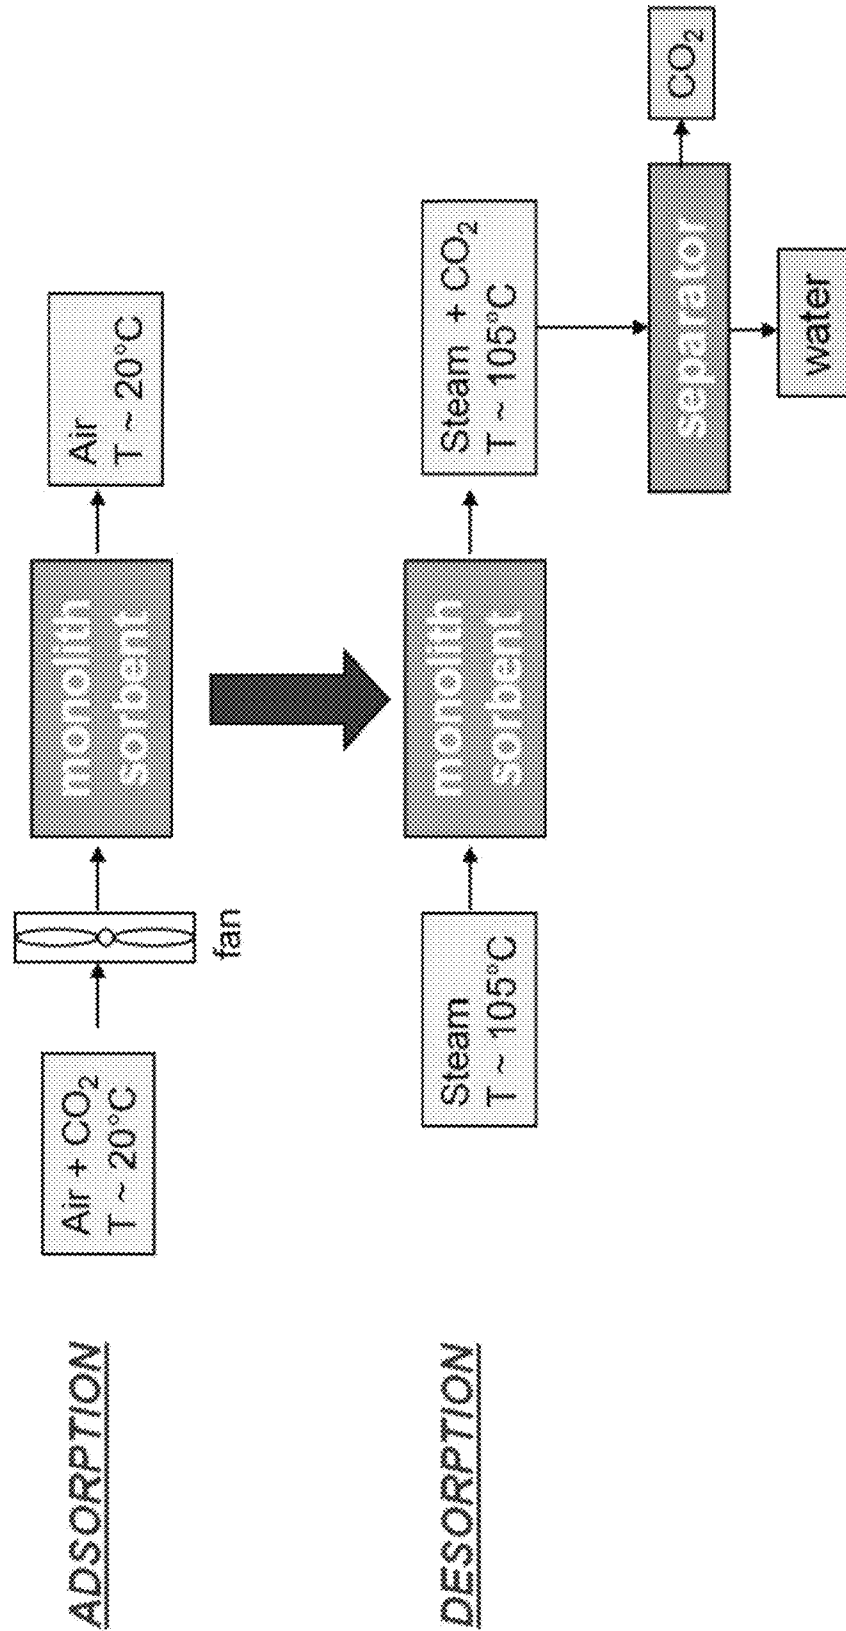 ADSORPTION
Air + CO₂
T ~ 20°C
fan
monolith
sorbent
Air
T ~ 20°C
DESORPTION
Steam
T ~ 105°C
monolith
sorbent
Steam + CO₂
T ~ 105°C
separator
CO₂
water